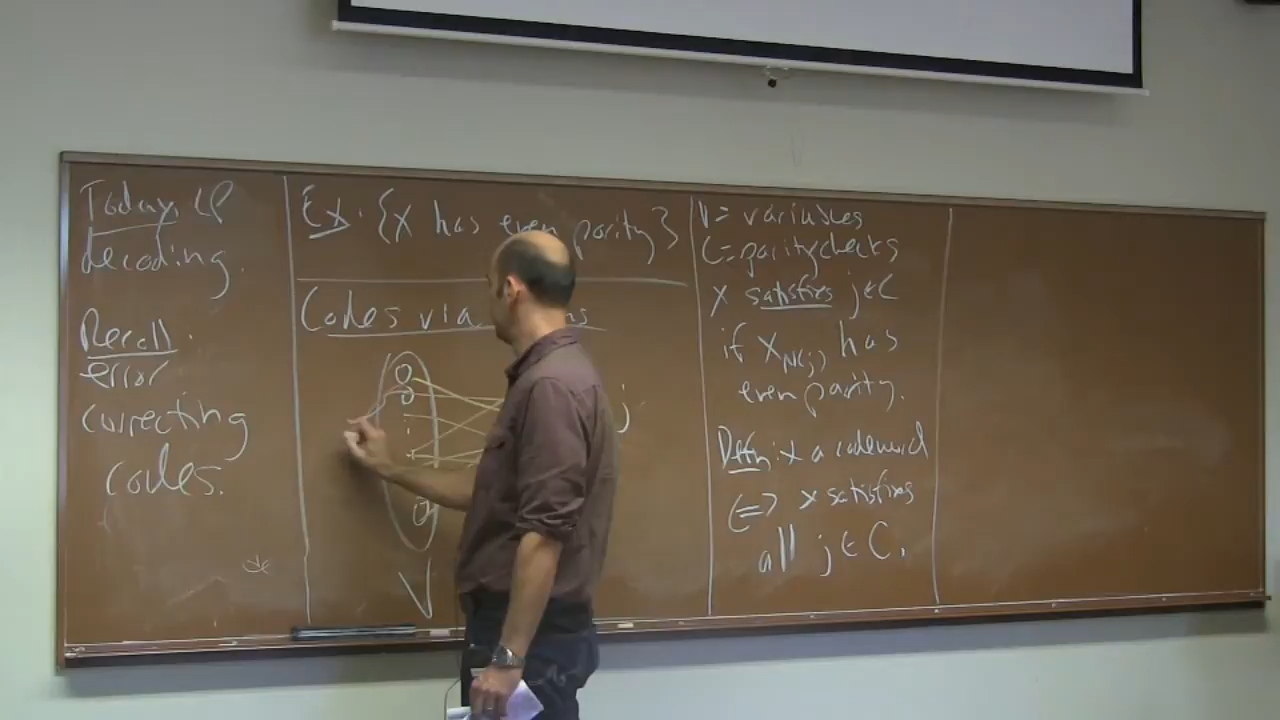 Today: LP
decoding.
Recall:
error
correcting
codes.
Ex: {x has even parity}
Codes via
j
V
V = variables
C = parity checks
x satisfies j∈C
if x_N(j) has
even parity.
Defn: x a codeword
⟺ x satisfies
all j∈C.